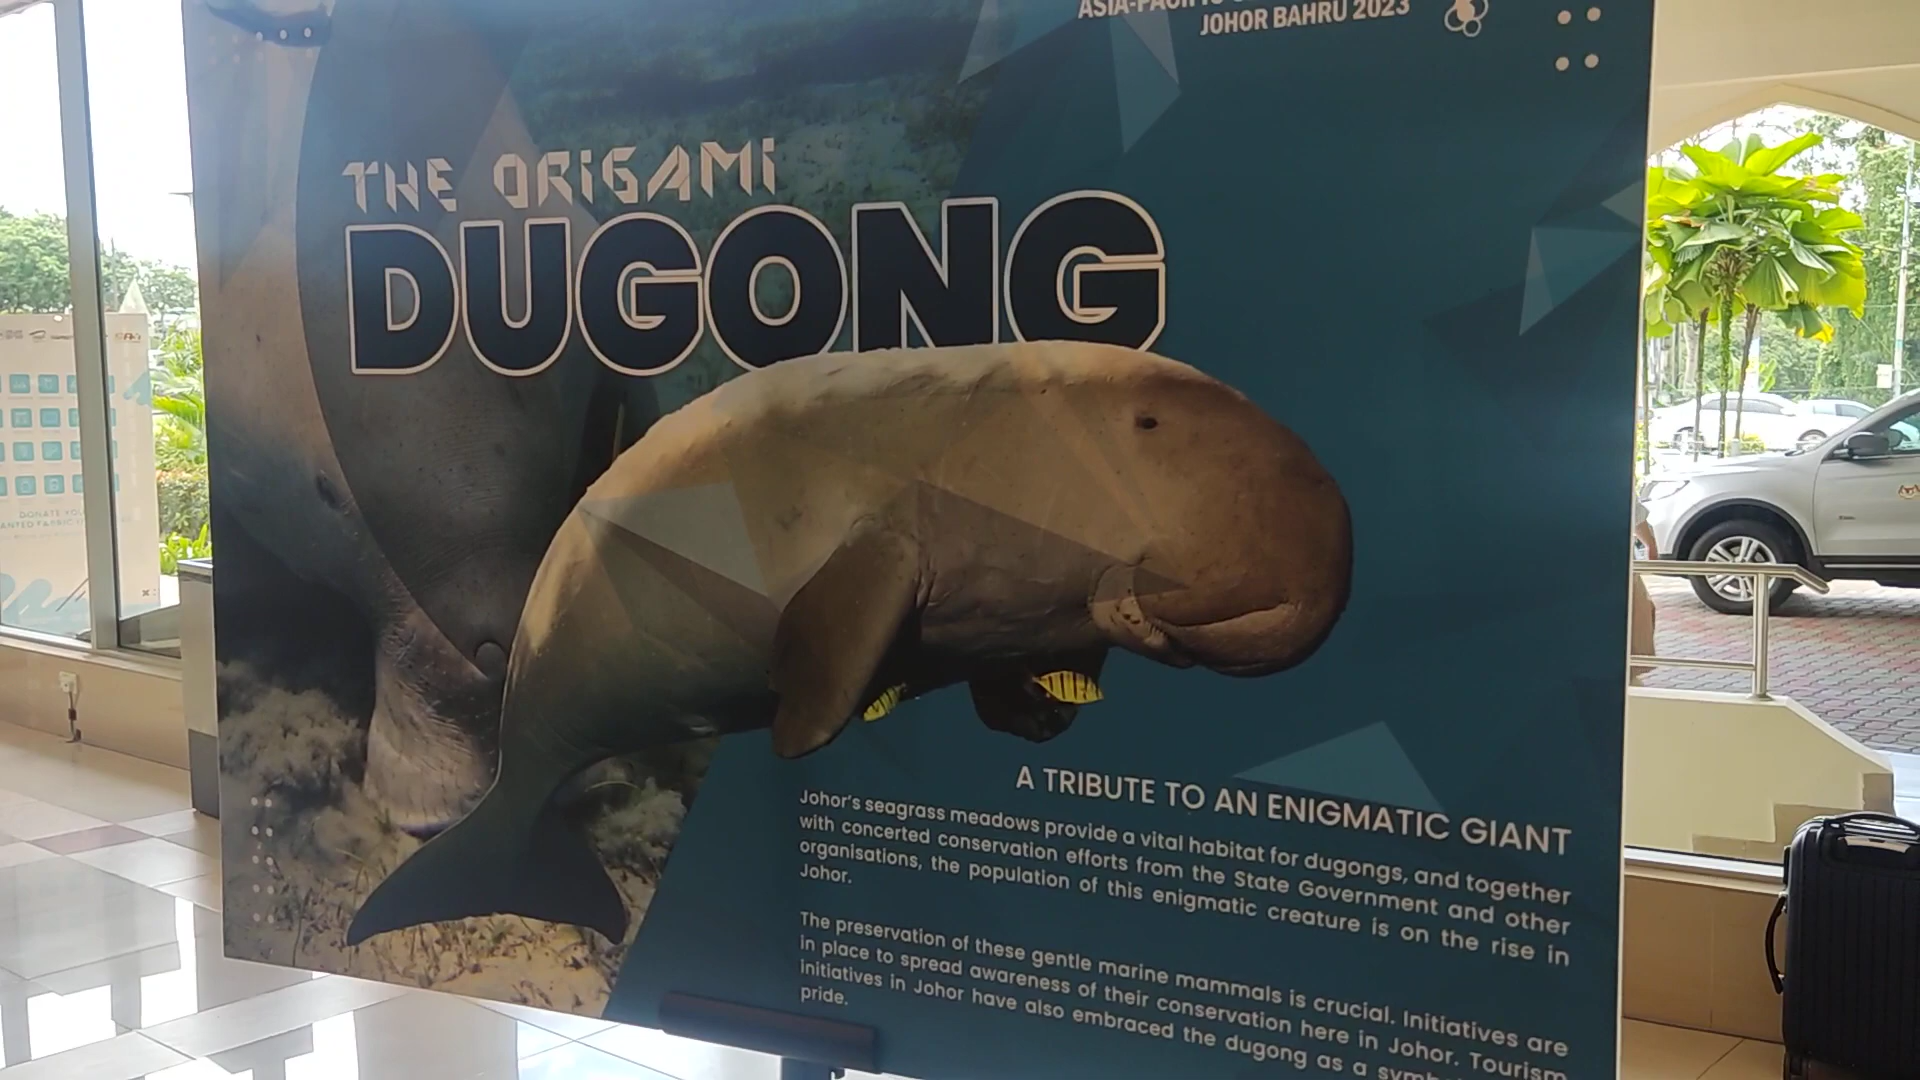 JOHOR BAHRU 2023
THE ORIGAMI
DUGONG
A TRIBUTE TO AN ENIGMATIC GIANT
Johor's seagrass meadows provide a vital habitat for dugongs, and together
with concerted conservation efforts from the State Government and other
organisations, the population of this enigmatic creature is on the rise in
Johor.
The preservation of these gentle marine mammals is crucial. Initiatives are
in place to spread awareness of their conservation here in Johor. Tourism
initiatives in Johor have also embraced the dugong as a
pride.
DONATE